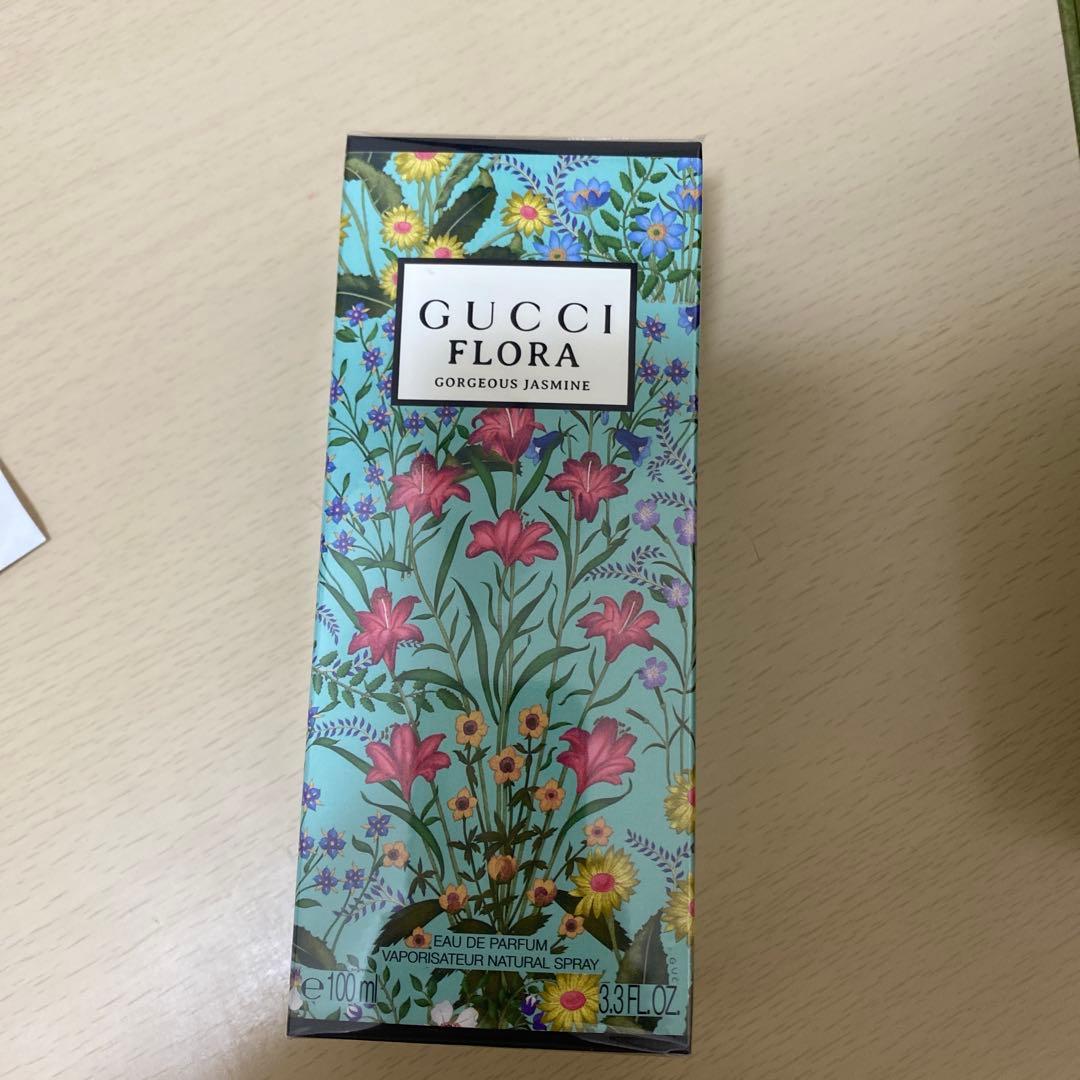 GUCCI
FLORA
GORGEOUS JASMINE
EAU DE PARFUM
VAPORISATEUR NATURAL SPRAY
℮100 ml
3.3 FL. OZ.